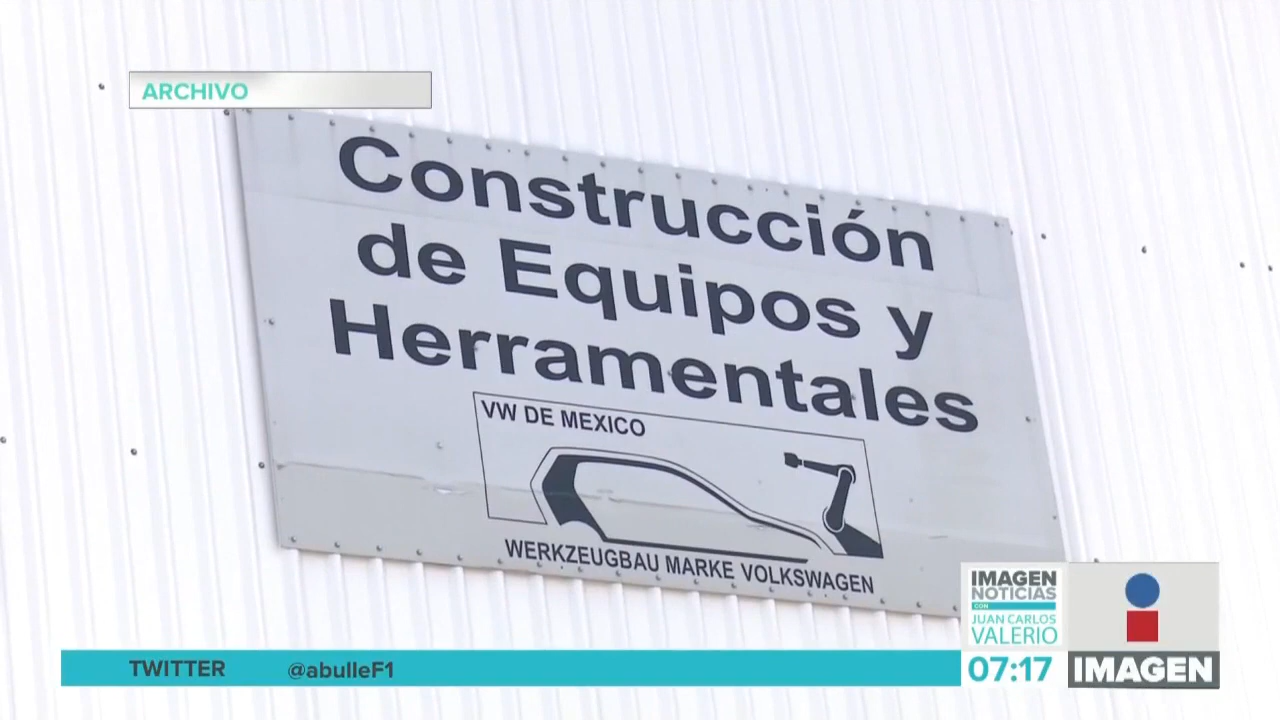 ARCHIVO
Construcción
de Equipos y
Herramentales
VW DE MEXICO
WERKZEUGBAU MARKE VOLKSWAGEN
IMAGEN
NOTICIAS
CON
JUAN CARLOS
VALERIO
TWITTER @abulleF1
07:17
IMAGEN